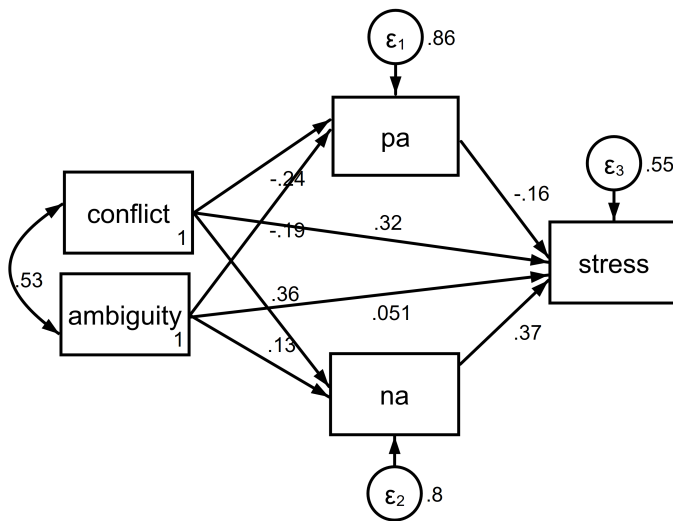 ε1 .86
pa
ε3 .55
-.24
-.16
conflict
1
-.19
.32
stress
.53
ambiguity
1
.36
.051
.13
.37
na
ε2 .8